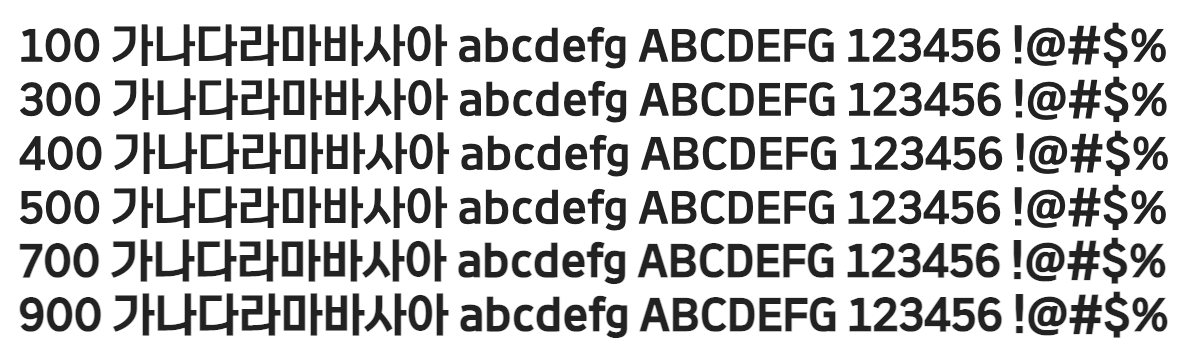 100 가나다라마바사아 abcdefg ABCDEFG 123456 !@#$%
300 가나다라마바사아 abcdefg ABCDEFG 123456 !@#$%
400 가나다라마바사아 abcdefg ABCDEFG 123456 !@#$%
500 가나다라마바사아 abcdefg ABCDEFG 123456 !@#$%
700 가나다라마바사아 abcdefg ABCDEFG 123456 !@#$%
900 가나다라마바사아 abcdefg ABCDEFG 123456 !@#$%